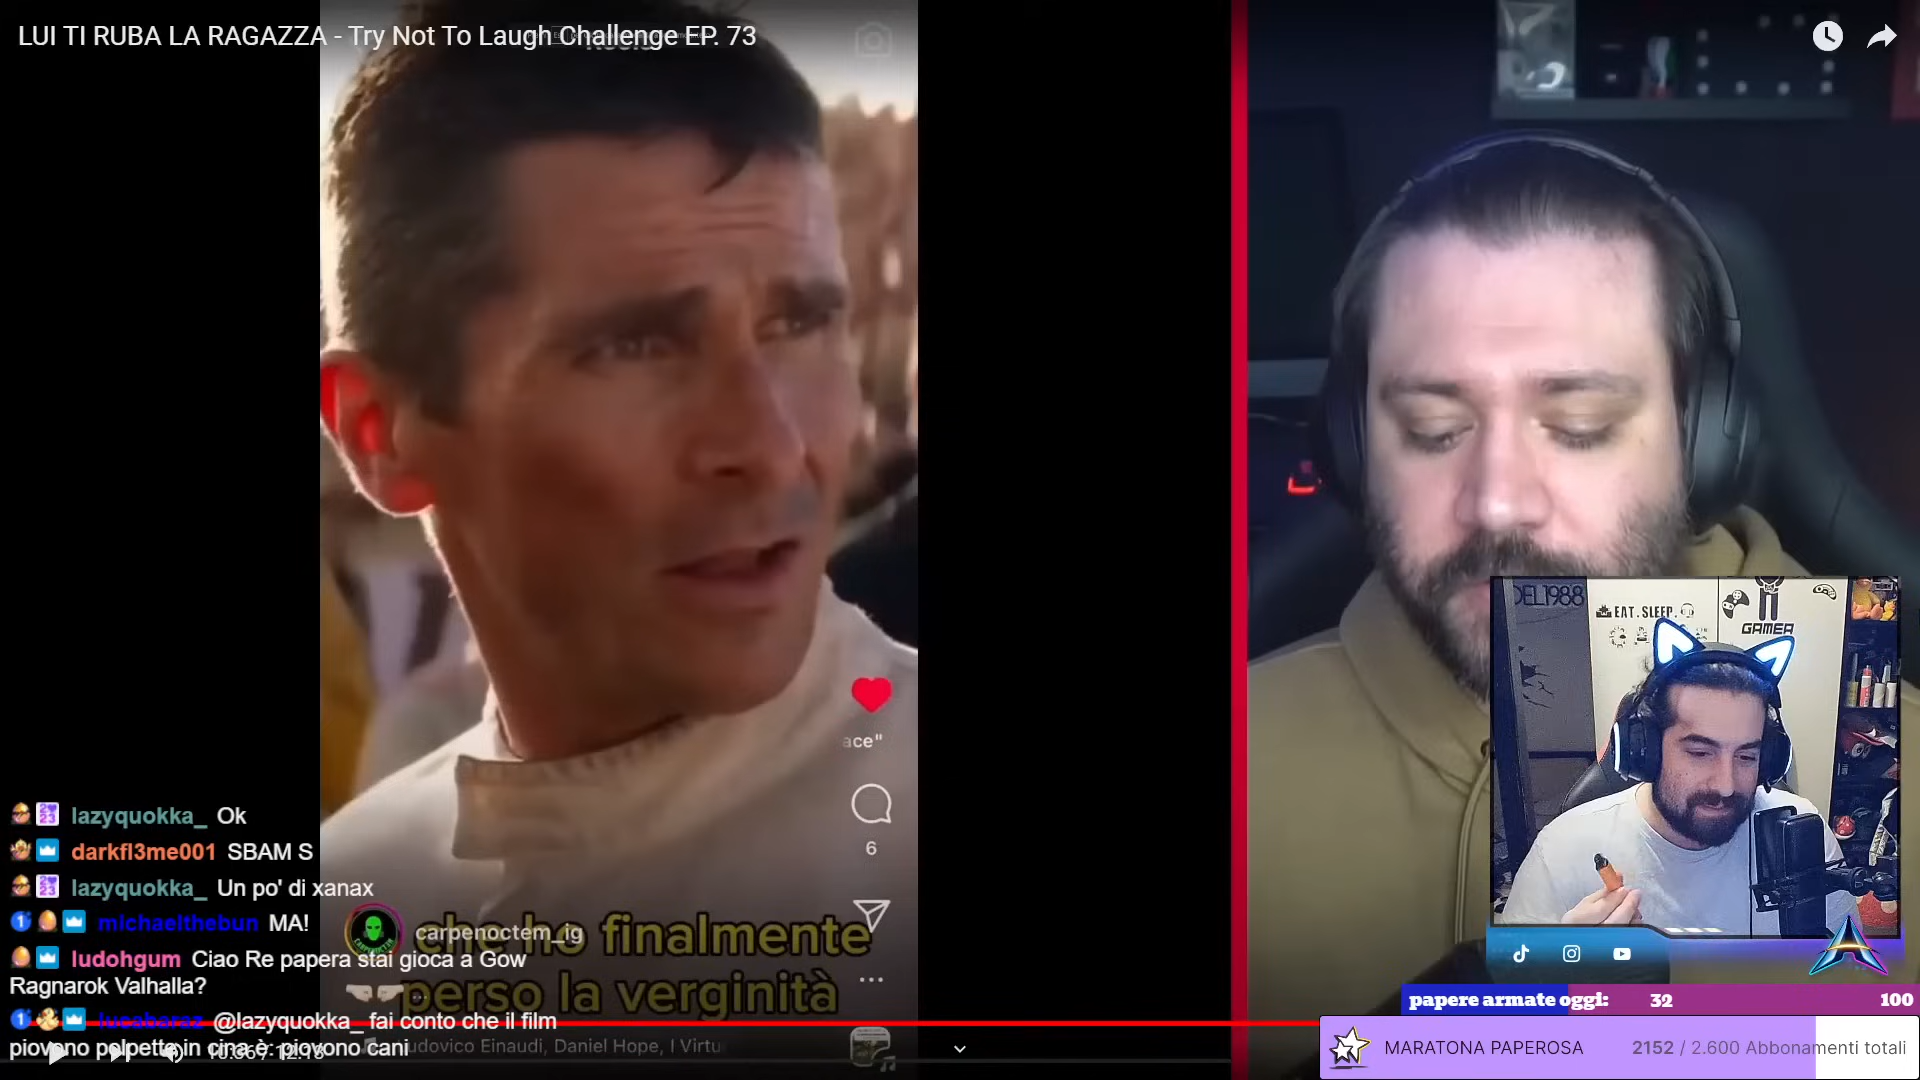 LUI TI RUBA LA RAGAZZA - Try Not To Laugh Challenge EP. 73
ace"
6
che ho finalmente
perso la verginità
carpenoctem_ig
...
udovico Einaudi, Daniel Hope, I Virtu
lazyquokka_ Ok
darkfl3me001 SBAM S
lazyquokka_ Un po' di xanax
michaelthebun MA!
ludohgum Ciao Re papera stai gioca a Gow
Ragnarok Valhalla?
lucabaraz @lazyquokka_ fai conto che il film
piovono polpette in cina è: piovono cani
DEL1988
EAT.SLEEP.
GAMER
papere armate oggi: 32 100
MARATONA PAPEROSA 2152 / 2.600 Abbonamenti totali